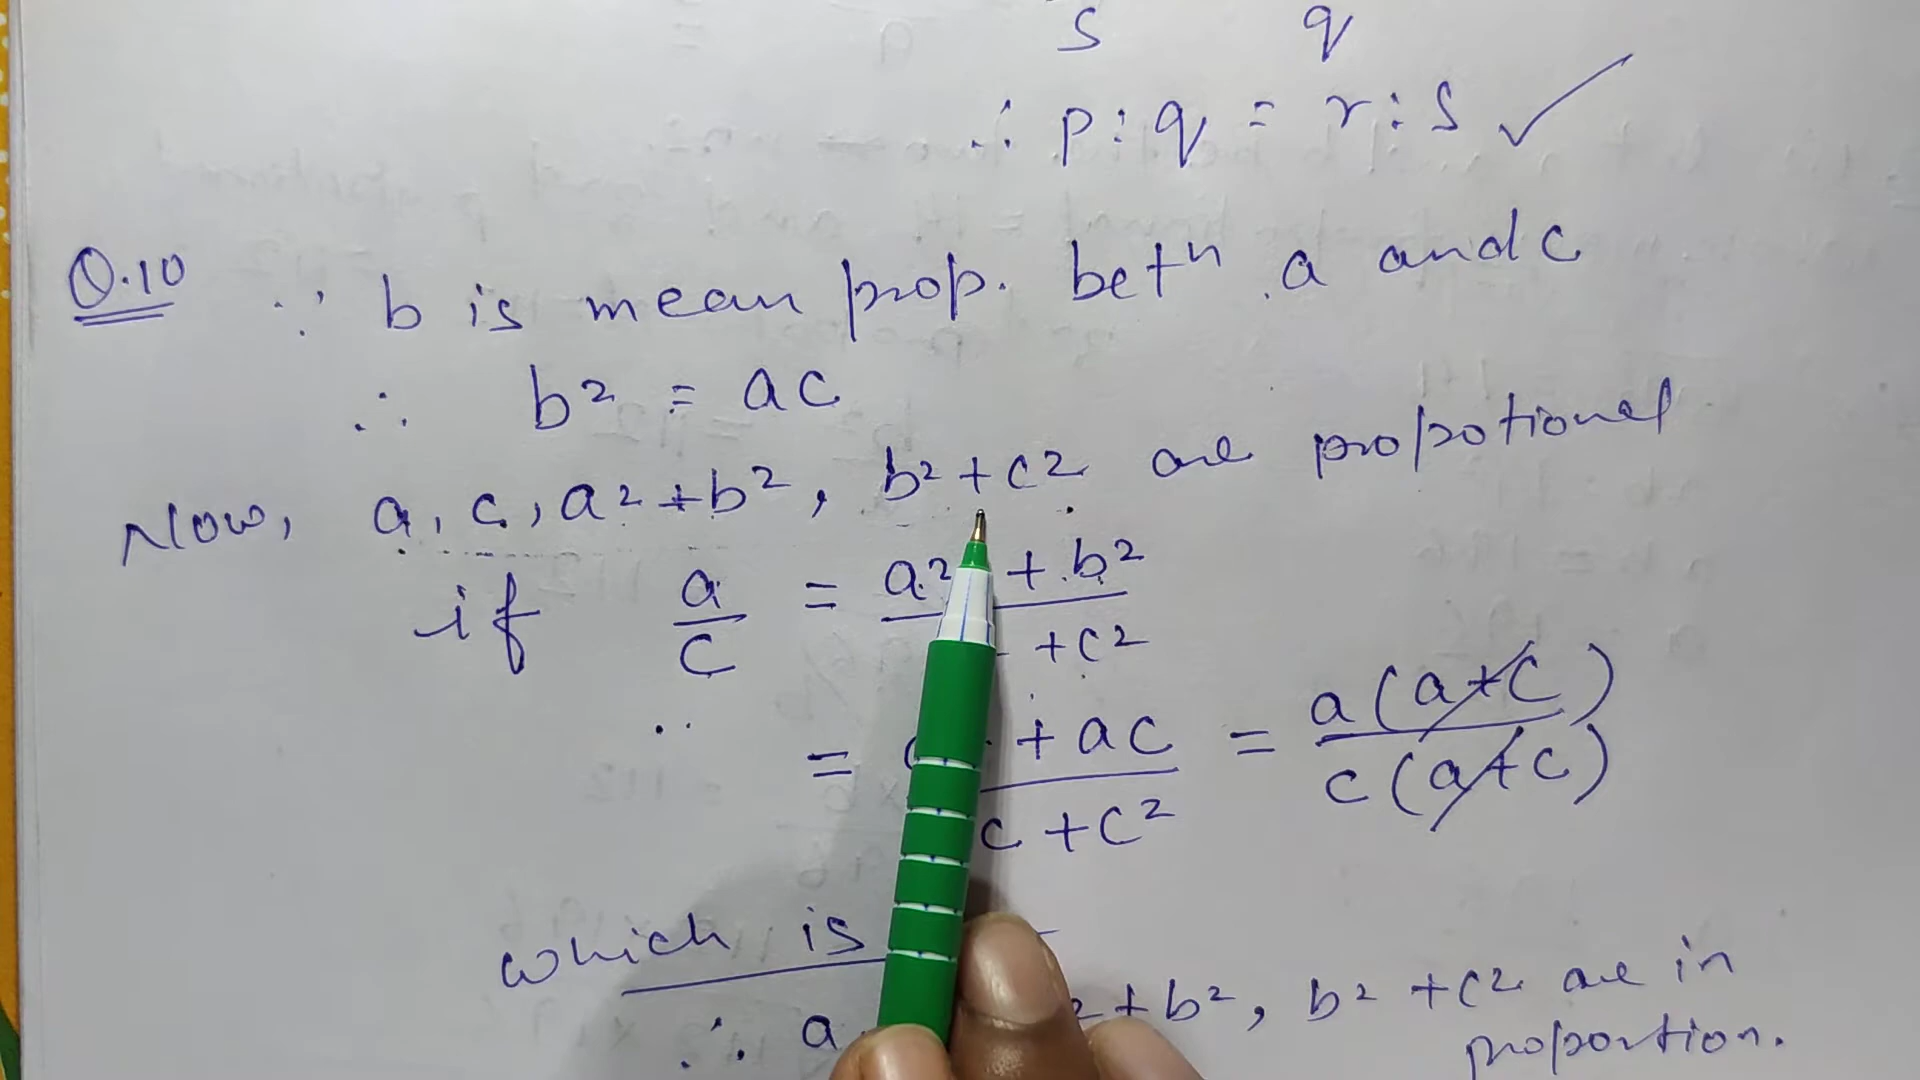 s q
∴ p : q = r : s ✓
Q.10 ∵ b is mean prop. betn a and c
∴ b² = ac
Now, a, c, a² + b², b² + c² are propotional
if a/c = a² + b² / + c²
= + ac / c + c² = a(a+c) / c(a+c)
which is
∴ a + b², b² + c² are in
proportion.